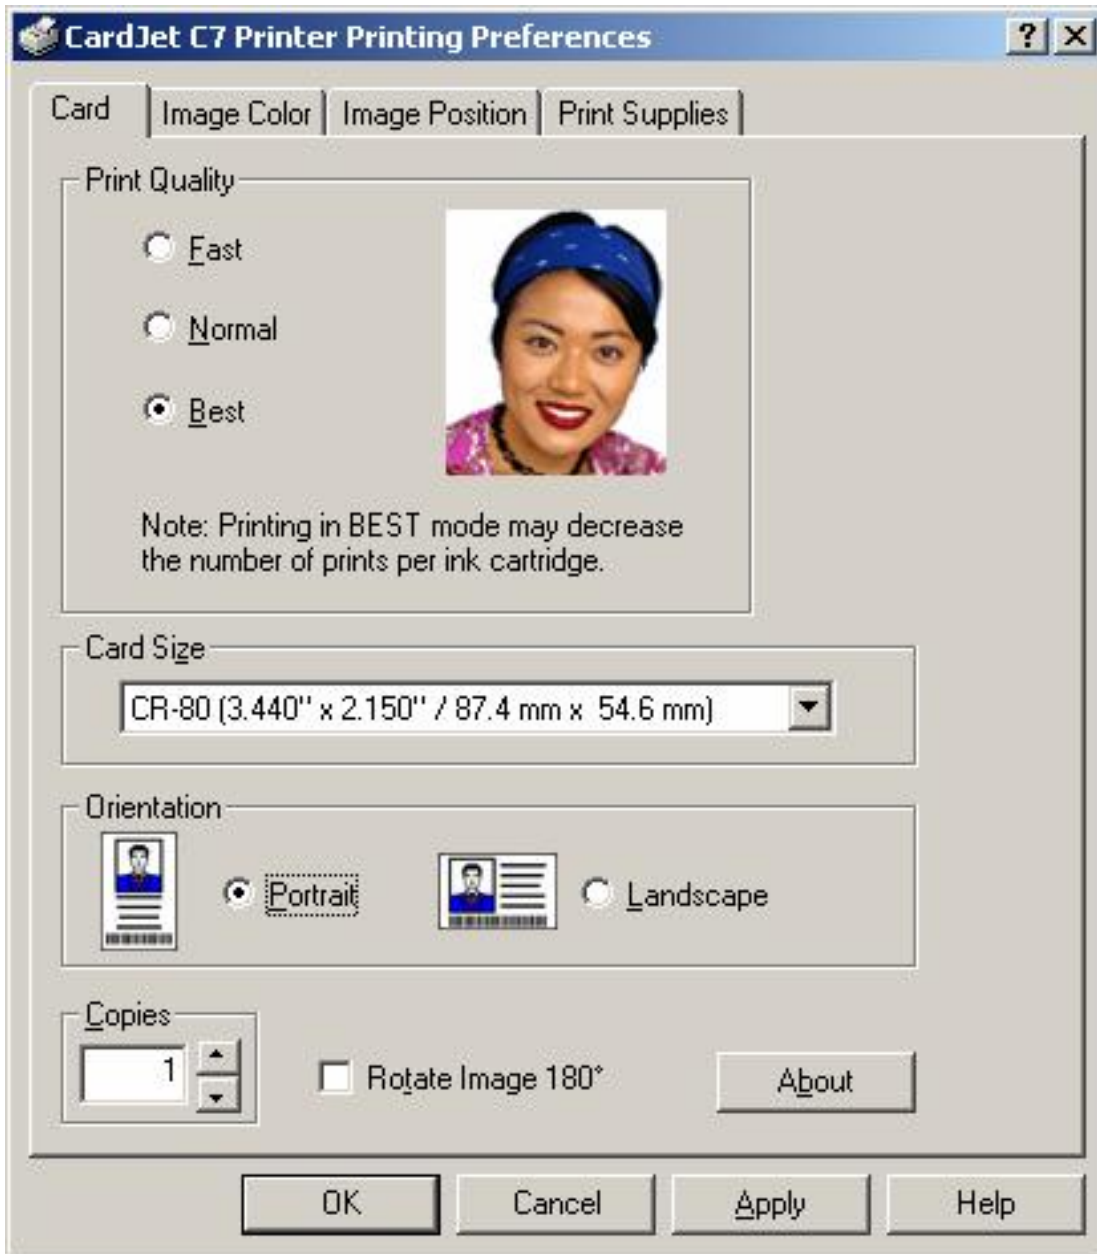 CardJet C7 Printer Printing Preferences
Card Image Color Image Position Print Supplies
Print Quality
Fast
Normal
Best
Note: Printing in BEST mode may decrease
the number of prints per ink cartridge.
Card Size
CR-80 (3.440" x 2.150" / 87.4 mm x  54.6 mm)
Orientation
Portrait
Landscape
Copies
1
Rotate Image 180°
About
OK Cancel Apply Help